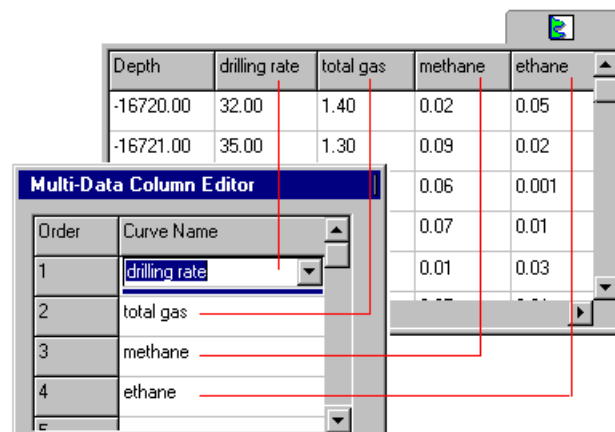 Depth drilling rate total gas methane ethane
-16720.00 32.00 1.40 0.02 0.05
-16721.00 35.00 1.30 0.09 0.02
0.06 0.001
0.07 0.01
0.01 0.03
Multi-Data Column Editor
Order Curve Name
1 drilling rate
2 total gas
3 methane
4 ethane